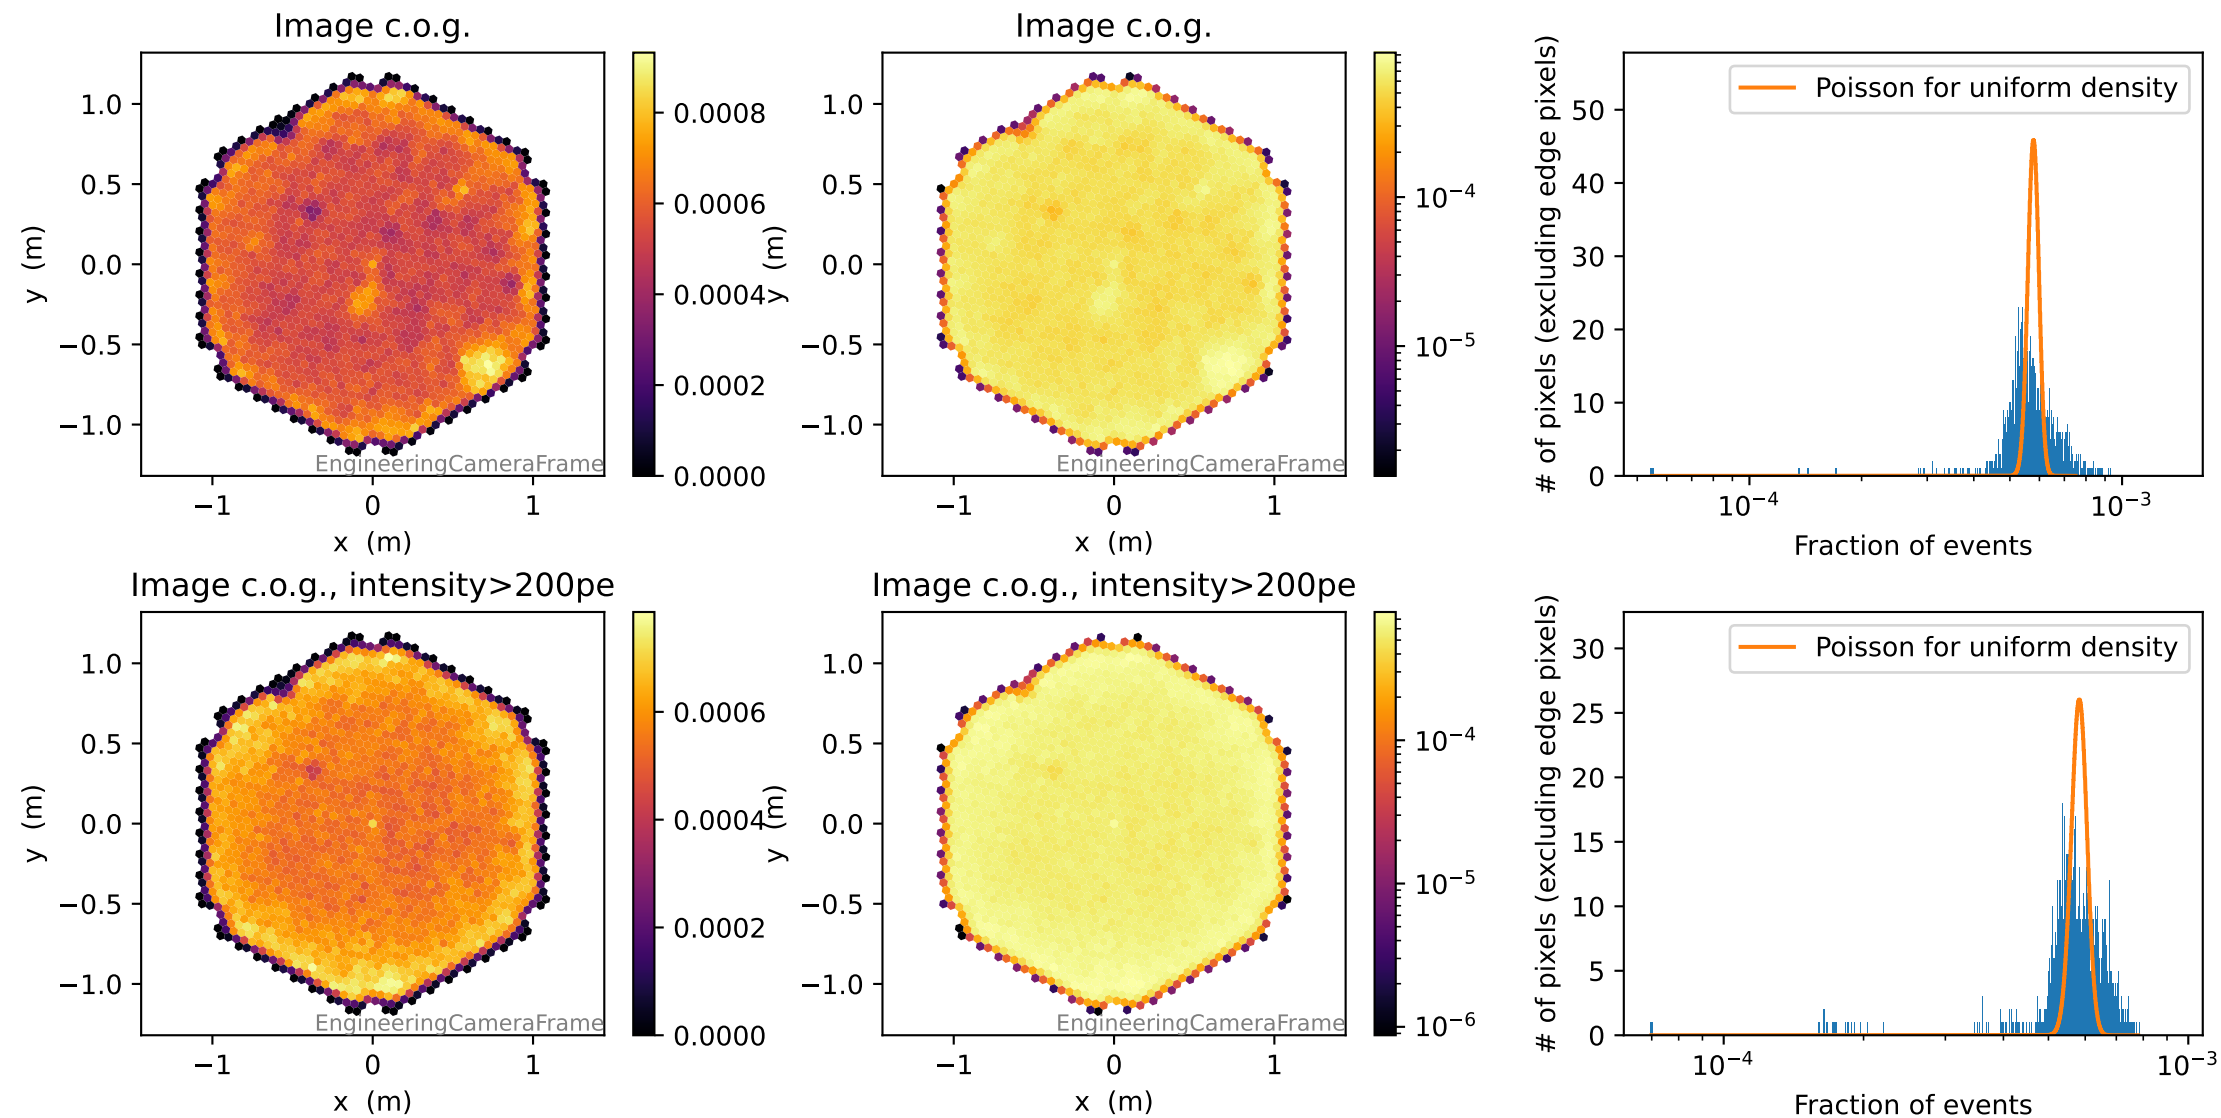 Image c.o.g.
1.0
0.5
0.0
−0.5
−1.0
y (m)
−1 0 1
x (m)
EngineeringCameraFrame
0.0008
0.0006
0.0004
0.0002
0.0000
Image c.o.g.
1.0
0.5
0.0
−0.5
−1.0
y (m)
−1 0 1
x (m)
EngineeringCameraFrame
10⁻⁴
10⁻⁵
# of pixels (excluding edge pixels)
50
40
30
20
10
0
Poisson for uniform density
10⁻⁴ 10⁻³
Fraction of events
Image c.o.g., intensity>200pe
1.0
0.5
0.0
−0.5
−1.0
y (m)
−1 0 1
x (m)
EngineeringCameraFrame
0.0006
0.0004
0.0002
0.0000
Image c.o.g., intensity>200pe
1.0
0.5
0.0
−0.5
−1.0
y (m)
−1 0 1
x (m)
EngineeringCameraFrame
10⁻⁴
10⁻⁵
10⁻⁶
# of pixels (excluding edge pixels)
30
25
20
15
10
5
0
Poisson for uniform density
10⁻⁴ 10⁻³
Fraction of events